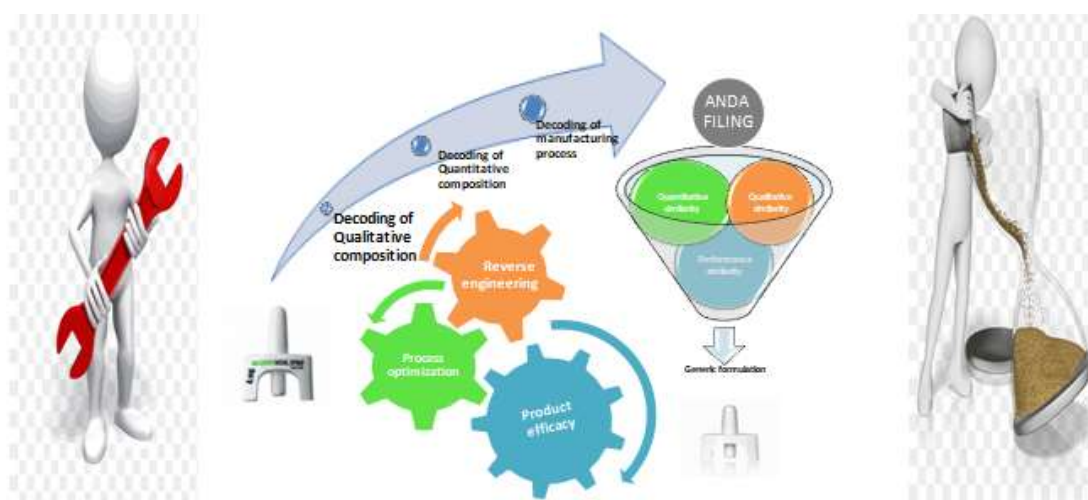 ANDA
FILING
Decoding of
manufacturing
process
Decoding of
Quantitative
composition
Decoding of
Qualitative
composition
Quantitative
similarity
Qualitative
similarity
Performance
similarity
Reverse
engineering
Process
optimization
Product
efficacy
Generic formulation